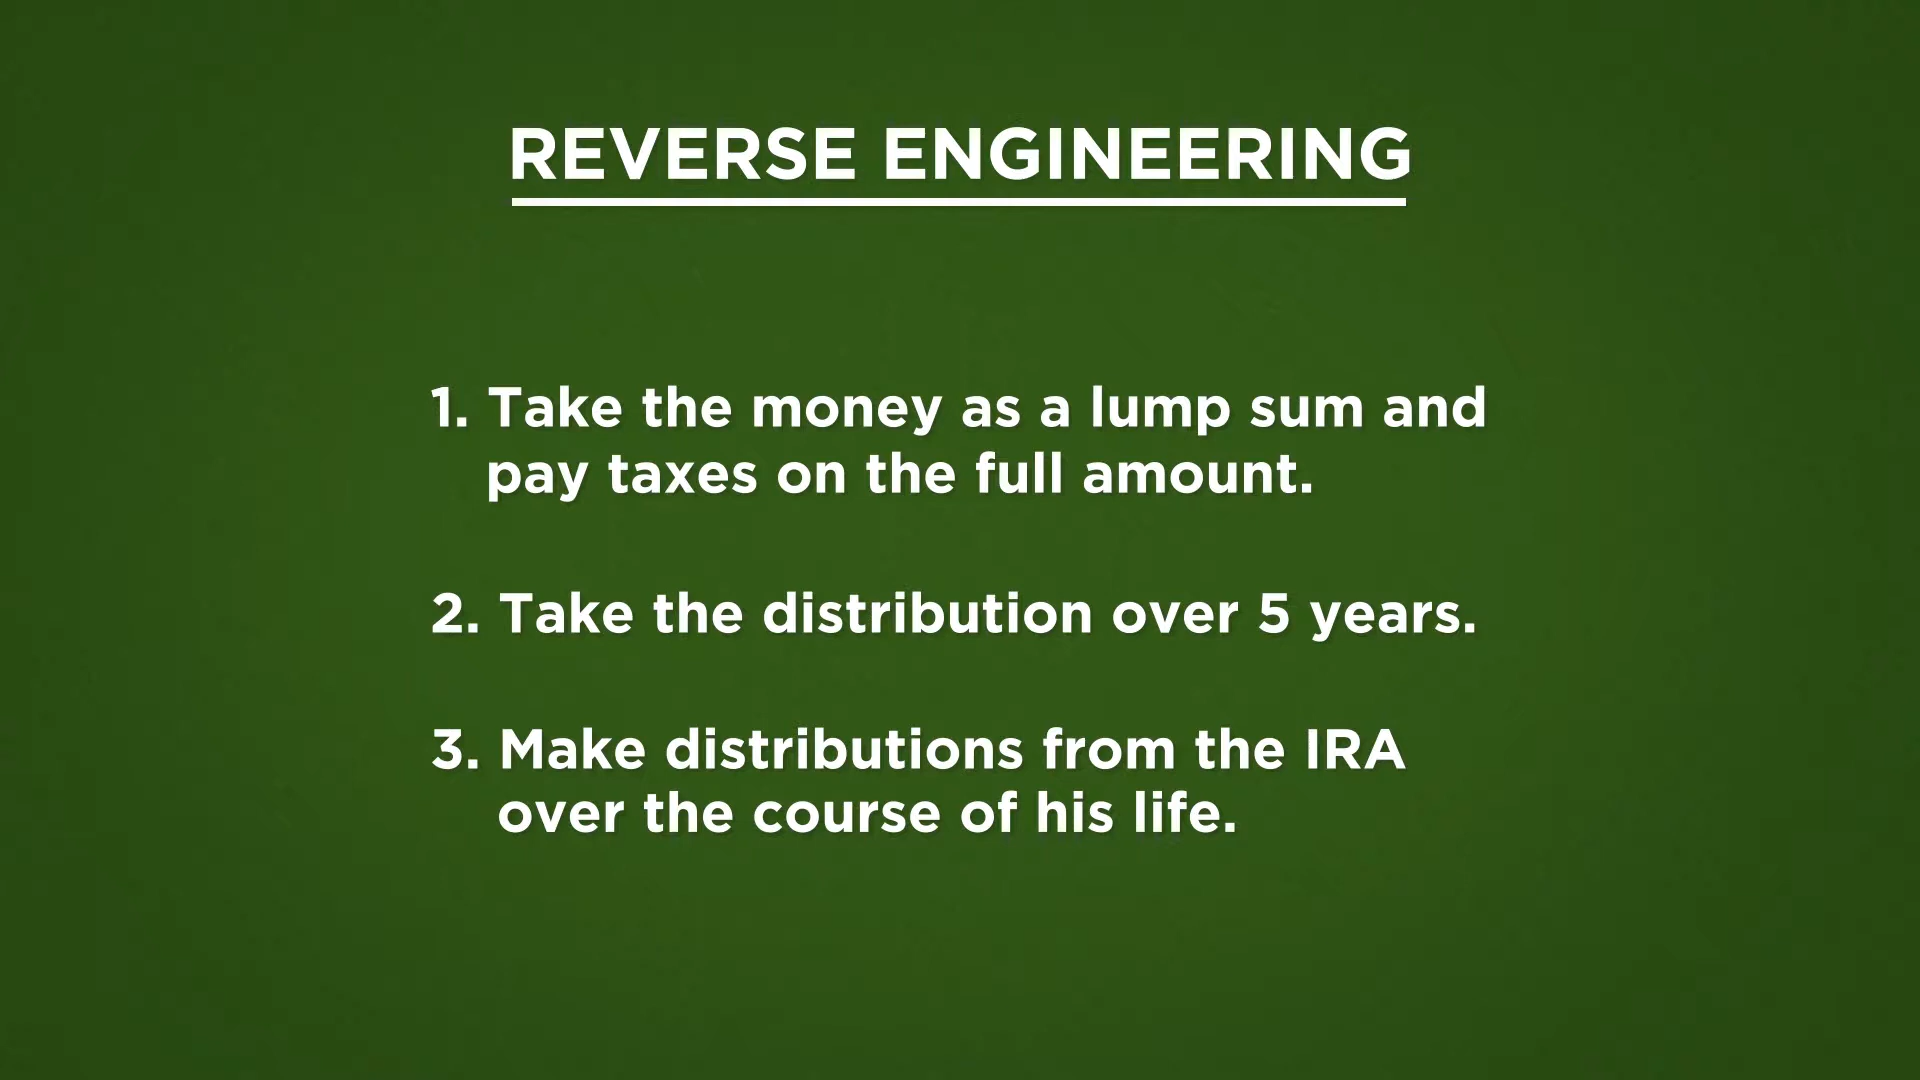 REVERSE ENGINEERING
1. Take the money as a lump sum and
pay taxes on the full amount.
2. Take the distribution over 5 years.
3. Make distributions from the IRA
over the course of his life.